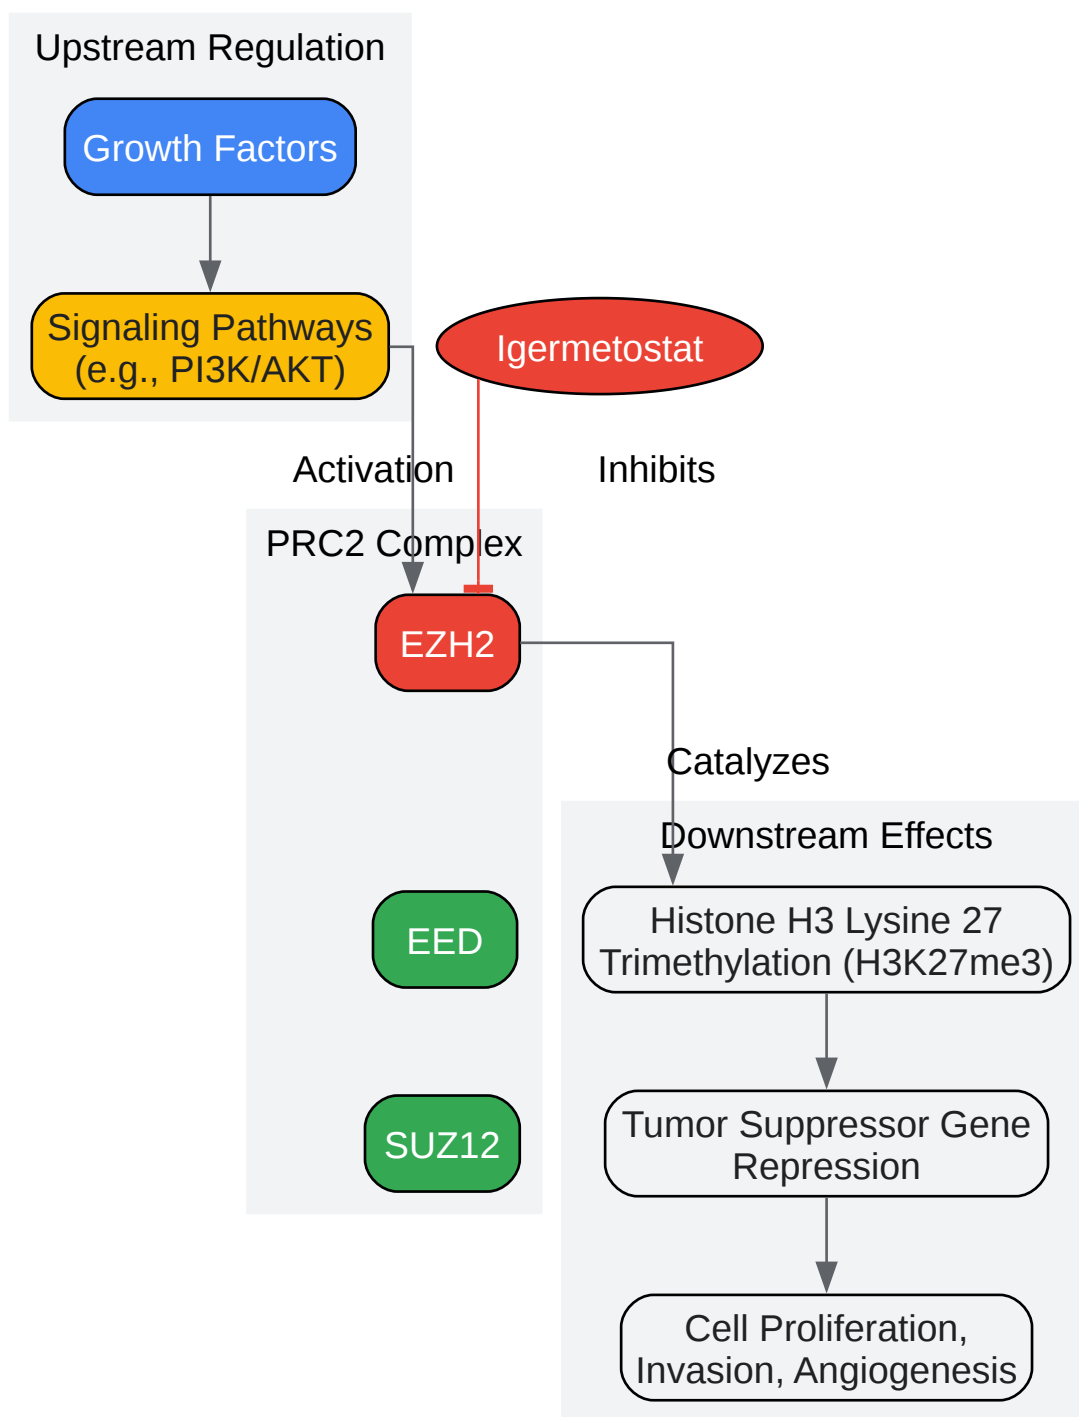 Upstream Regulation
Growth Factors
Signaling Pathways
(e.g., PI3K/AKT)
Igermetostat
Activation
Inhibits
PRC2 Complex
EZH2
Catalyzes
Downstream Effects
Histone H3 Lysine 27
Trimethylation (H3K27me3)
EED
Tumor Suppressor Gene
Repression
SUZ12
Cell Proliferation,
Invasion, Angiogenesis